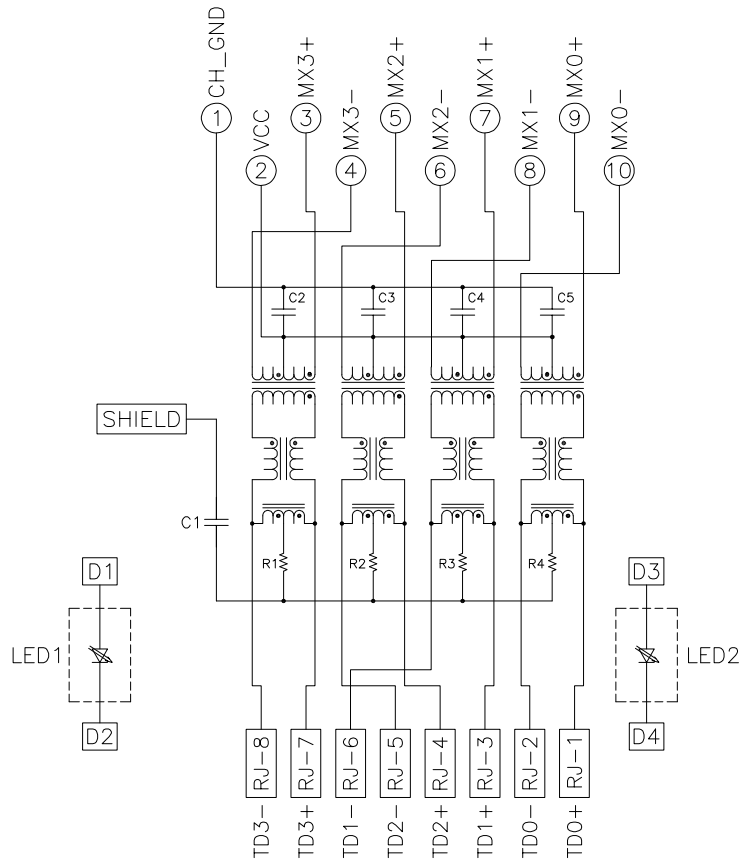 CH_GND
VCC
MX3+
MX3-
MX2+
MX2-
MX1+
MX1-
MX0+
MX0-
1
2
3
4
5
6
7
8
9
10
C2
C3
C4
C5
SHIELD
C1
R1
R2
R3
R4
D1
LED1
D2
D3
LED2
D4
RJ-8
RJ-7
RJ-6
RJ-5
RJ-4
RJ-3
RJ-2
RJ-1
TD3-
TD3+
TD1-
TD2-
TD2+
TD1+
TD0-
TD0+